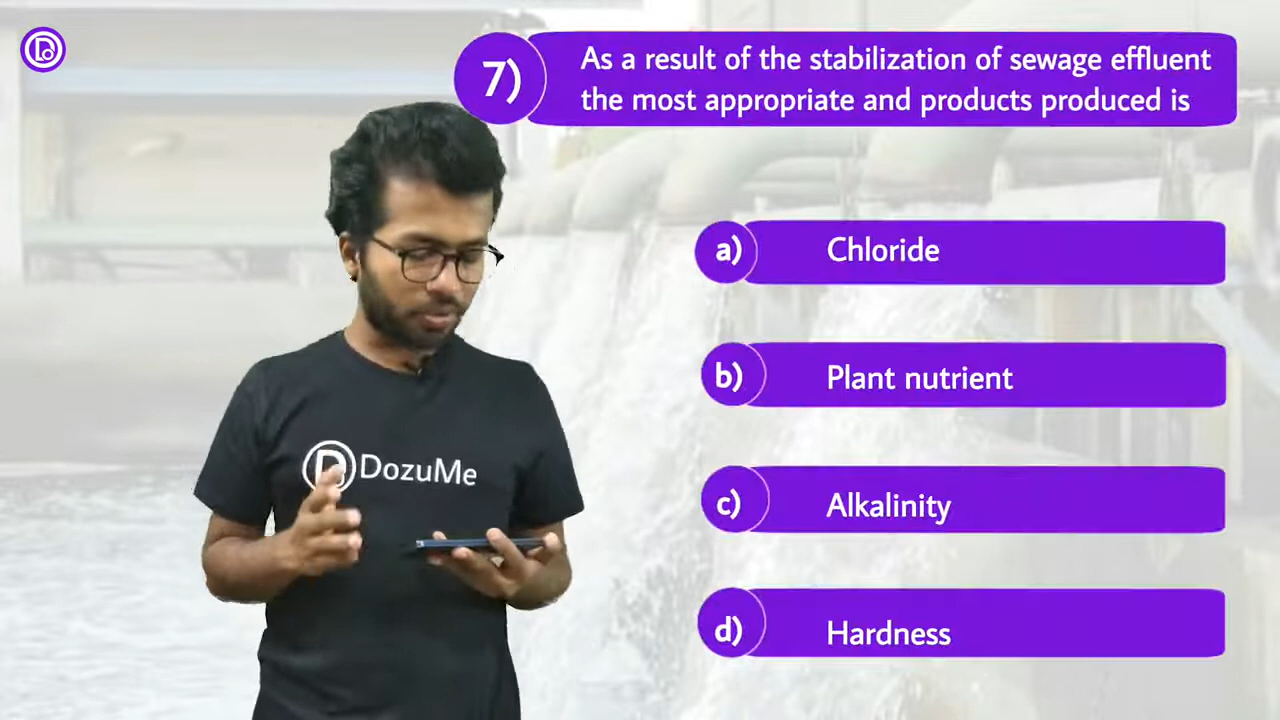 7)
As a result of the stabilization of sewage effluent
the most appropriate and products produced is
a) Chloride
b) Plant nutrient
DozuMe
c) Alkalinity
d) Hardness